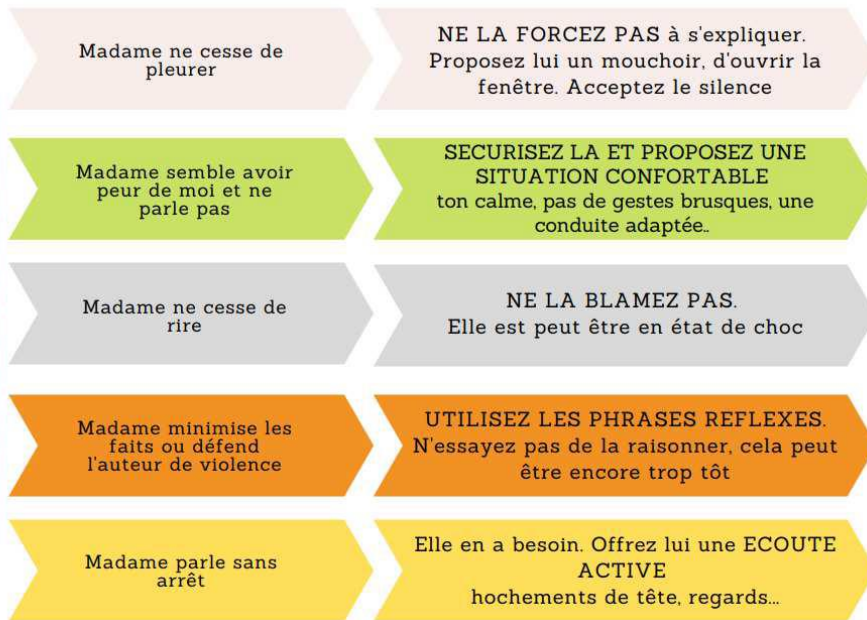 Madame ne cesse de
pleurer
NE LA FORCEZ PAS à s'expliquer.
Proposez lui un mouchoir, d'ouvrir la
fenêtre. Acceptez le silence
Madame semble avoir
peur de moi et ne
parle pas
SECURISEZ LA ET PROPOSEZ UNE
SITUATION CONFORTABLE
ton calme, pas de gestes brusques, une
conduite adaptée..
Madame ne cesse de
rire
NE LA BLAMEZ PAS.
Elle est peut être en état de choc
Madame minimise les
faits ou défend
l'auteur de violence
UTILISEZ LES PHRASES REFLEXES.
N'essayez pas de la raisonner, cela peut
être encore trop tôt
Madame parle sans
arrêt
Elle en a besoin. Offrez lui une ECOUTE
ACTIVE
hochements de tête, regards...